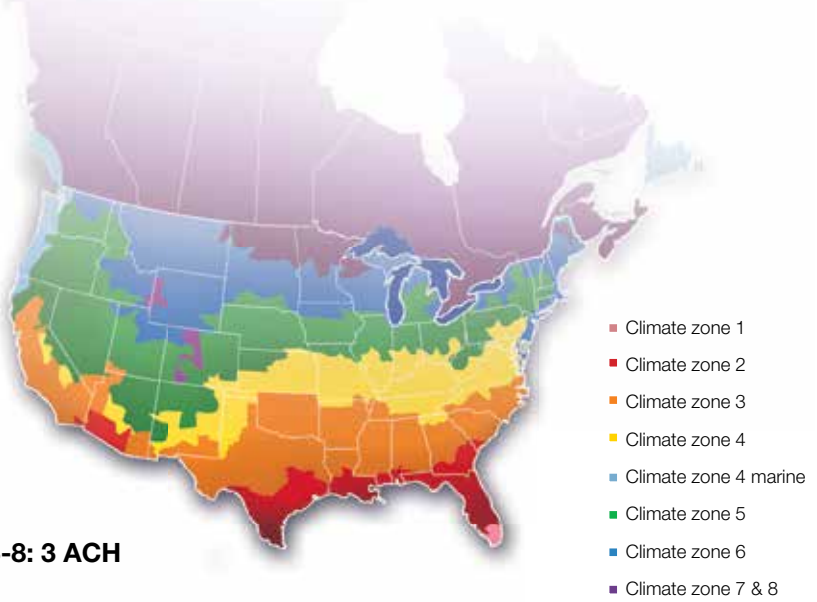 Climate zone 1
Climate zone 2
Climate zone 3
Climate zone 4
Climate zone 4 marine
Climate zone 5
Climate zone 6
-8: 3 ACH
Climate zone 7 & 8